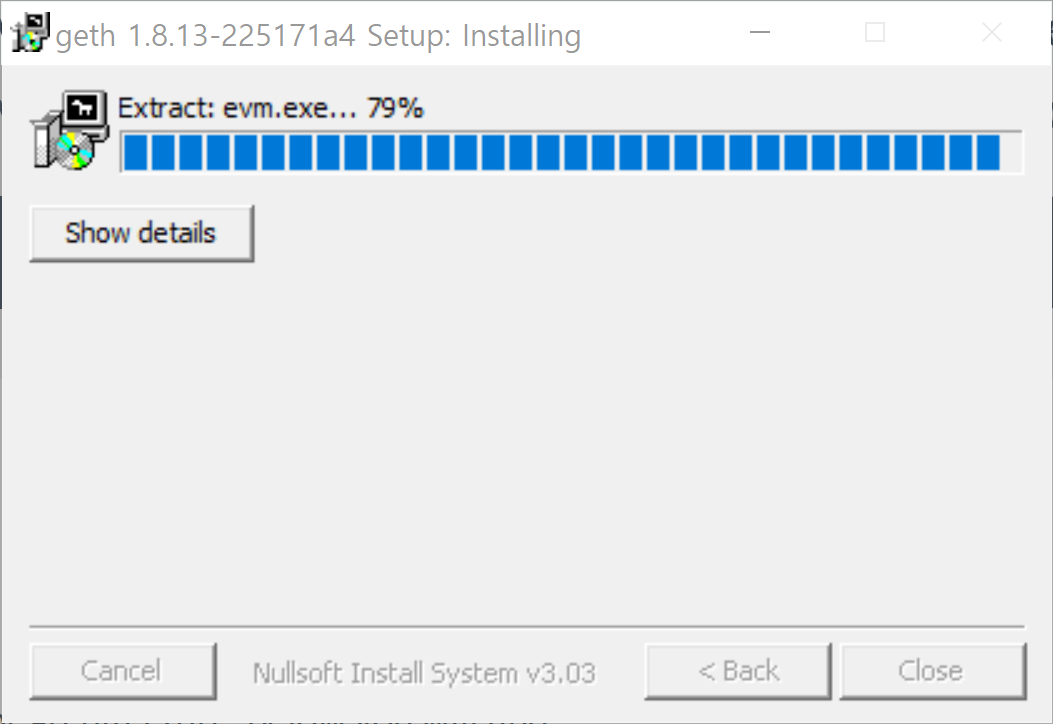 geth 1.8.13-225171a4 Setup: Installing
Extract: evm.exe... 79%
Show details
Cancel
Nullsoft Install System v3.03
< Back
Close